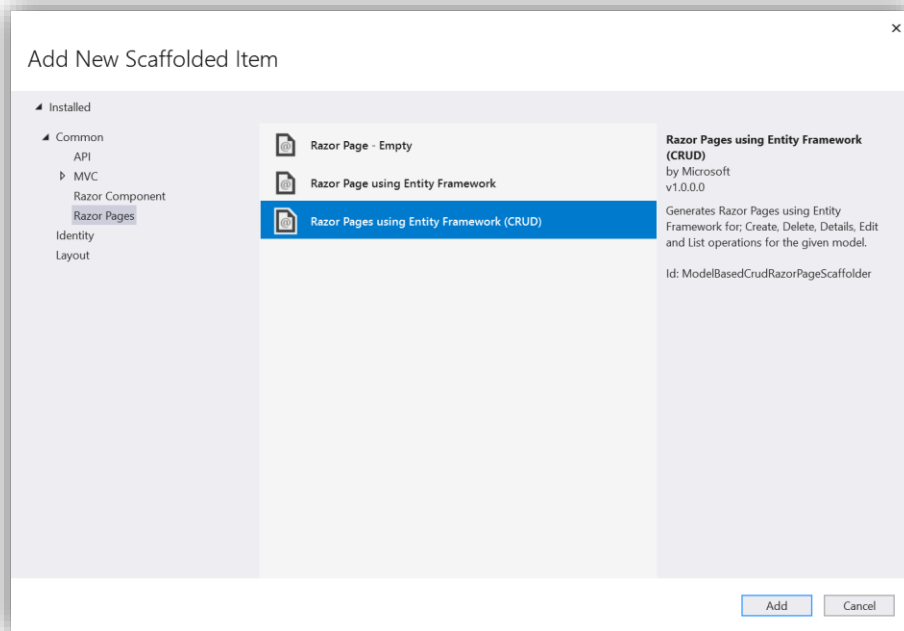 Add New Scaffolded Item
Installed
Common
API
MVC
Razor Component
Razor Pages
Identity
Layout
Razor Page - Empty
Razor Page using Entity Framework
Razor Pages using Entity Framework (CRUD)
Razor Pages using Entity Framework
(CRUD)
by Microsoft
v1.0.0.0
Generates Razor Pages using Entity
Framework for; Create, Delete, Details, Edit
and List operations for the given model.
Id: ModelBasedCrudRazorPageScaffolder
Add
Cancel